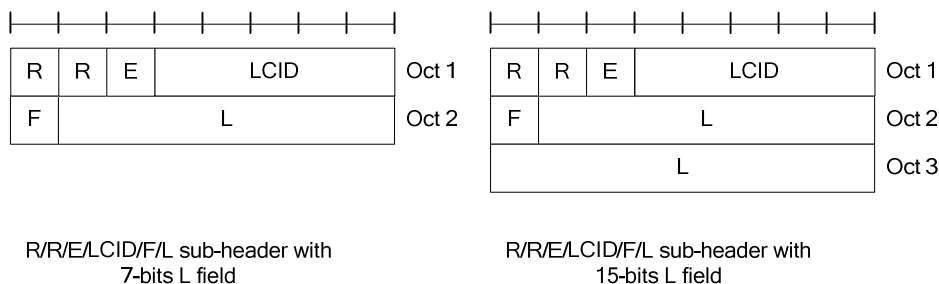 R R E LCID Oct 1
F L Oct 2
R/R/E/LCID/F/L sub-header with
7-bits L field
R R E LCID Oct 1
F L Oct 2
L Oct 3
R/R/E/LCID/F/L sub-header with
15-bits L field